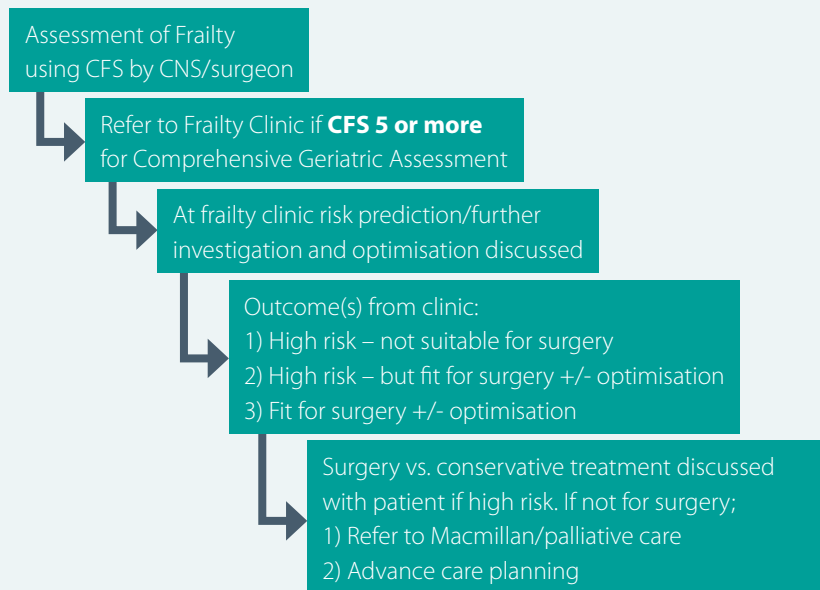 Assessment of Frailty
using CFS by CNS/surgeon
Refer to Frailty Clinic if CFS 5 or more
for Comprehensive Geriatric Assessment
At frailty clinic risk prediction/further
investigation and optimisation discussed
Outcome(s) from clinic:
1) High risk – not suitable for surgery
2) High risk – but fit for surgery +/- optimisation
3) Fit for surgery +/- optimisation
Surgery vs. conservative treatment discussed
with patient if high risk. If not for surgery;
1) Refer to Macmillan/palliative care
2) Advance care planning